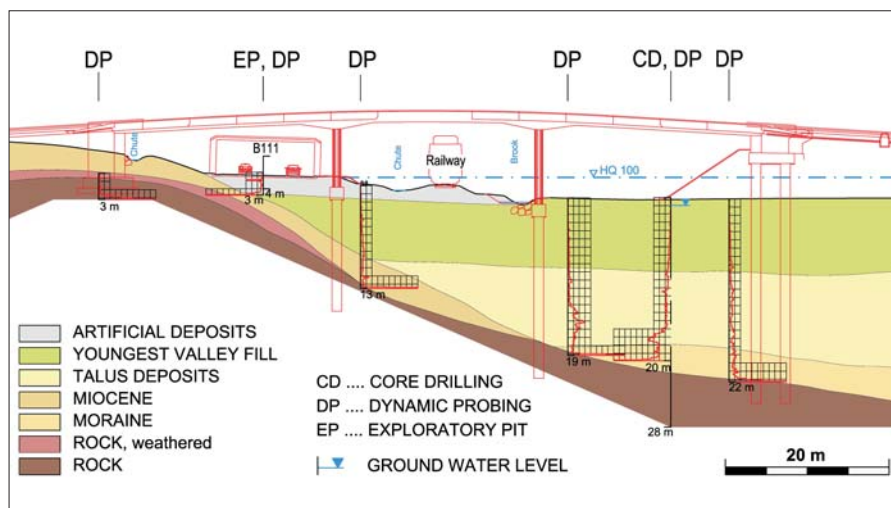 DP
EP, DP
DP
DP
CD, DP
DP
Chute
B111
Chute
Railway
Brook
HQ 100
3 m
3 m
4 m
13 m
19 m
20 m
22 m
28 m
ARTIFICIAL DEPOSITS
YOUNGEST VALLEY FILL
TALUS DEPOSITS
MIOCENE
MORAINE
ROCK, weathered
ROCK
CD .... CORE DRILLING
DP .... DYNAMIC PROBING
EP .... EXPLORATORY PIT
GROUND WATER LEVEL
20 m